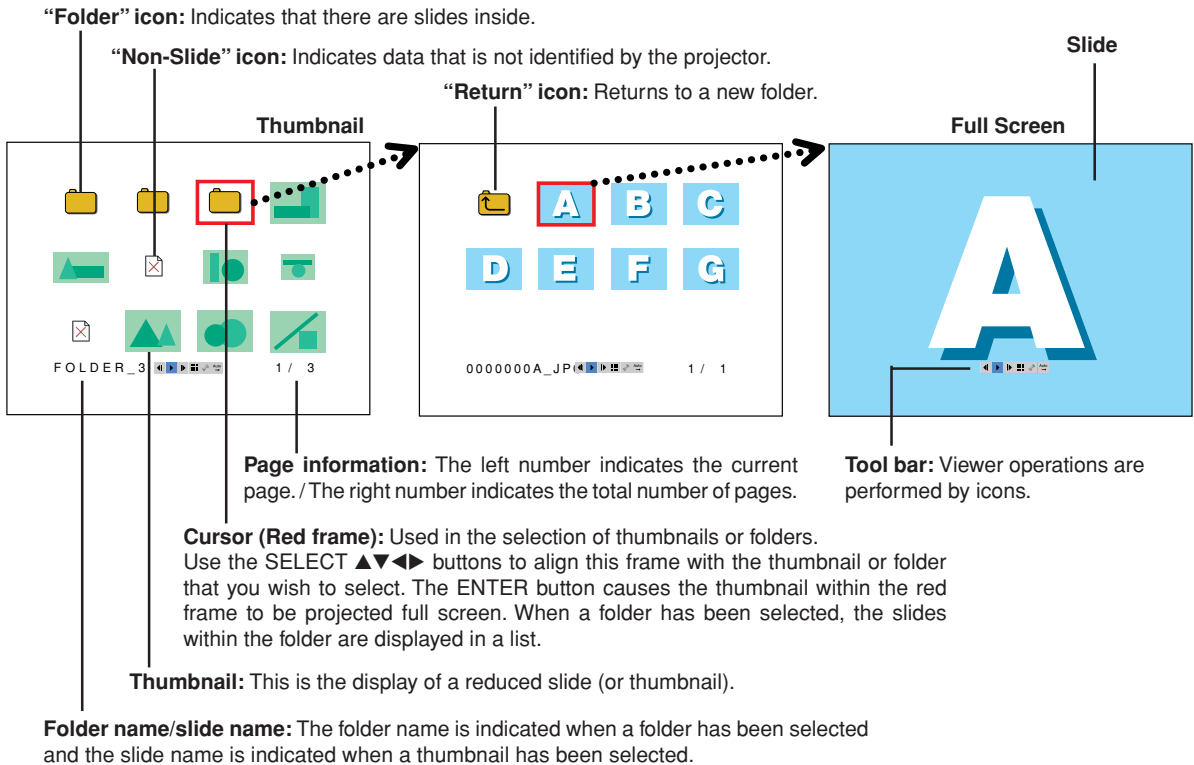 “Folder” icon: Indicates that there are slides inside.
“Non-Slide” icon: Indicates data that is not identified by the projector.
Slide
“Return” icon: Returns to a new folder.
Thumbnail
Full Screen
A B C
D E F G
A
FOLDER_3 Auto 1 / 3
0000000A_JPG Auto 1 / 1
Auto
Page information: The left number indicates the current
page. / The right number indicates the total number of pages.
Tool bar: Viewer operations are
performed by icons.
Cursor (Red frame): Used in the selection of thumbnails or folders.
Use the SELECT ▲▼◀▶ buttons to align this frame with the thumbnail or folder
that you wish to select. The ENTER button causes the thumbnail within the red
frame to be projected full screen. When a folder has been selected, the slides
within the folder are displayed in a list.
Thumbnail: This is the display of a reduced slide (or thumbnail).
Folder name/slide name: The folder name is indicated when a folder has been selected
and the slide name is indicated when a thumbnail has been selected.